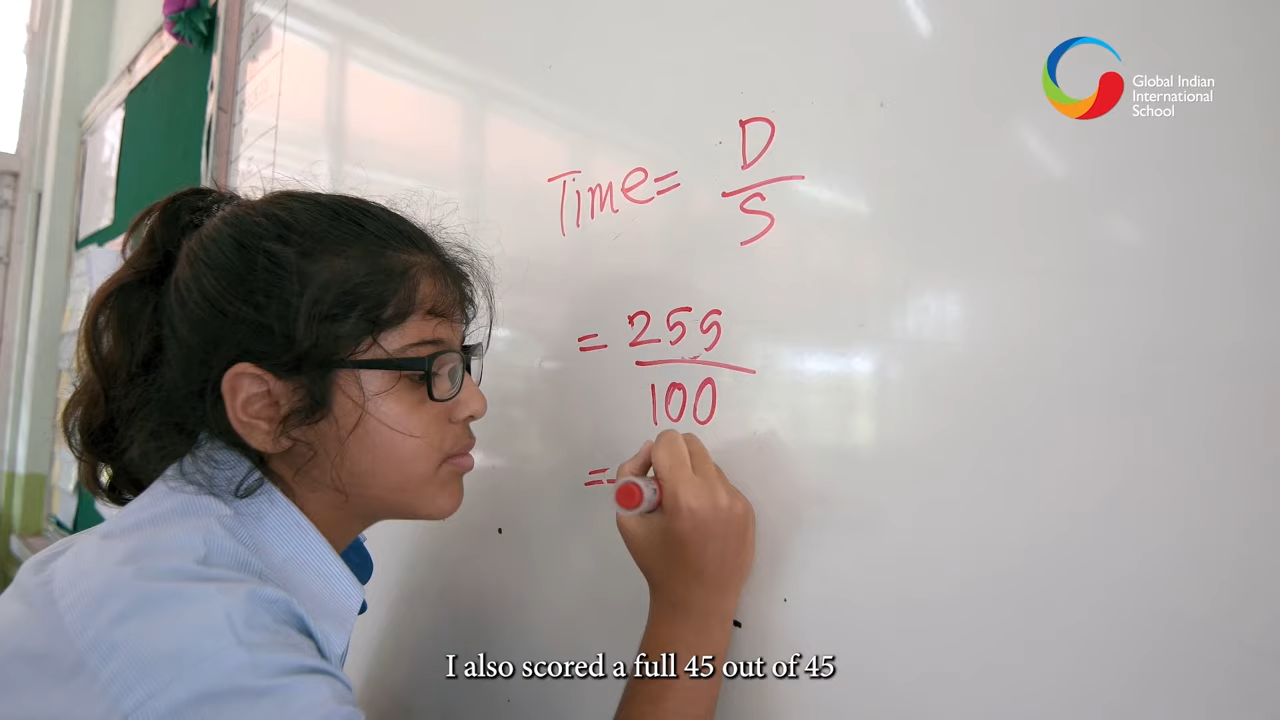 Global Indian
International
School
Time = D
S
= 259
100
=
I also scored a full 45 out of 45